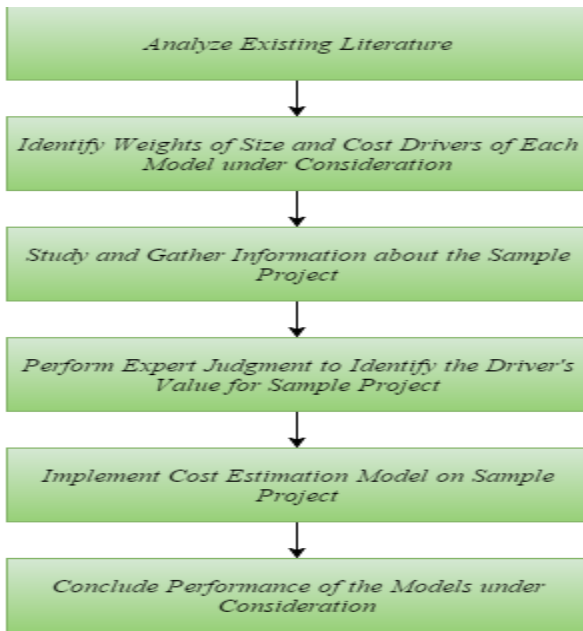 Analyze Existing Literature
Identify Weights of Size and Cost Drivers of Each
Model under Consideration
Study and Gather Information about the Sample
Project
Perform Expert Judgment to Identify the Driver's
Value for Sample Project
Implement Cost Estimation Model on Sample
Project
Conclude Performance of the Models under
Consideration